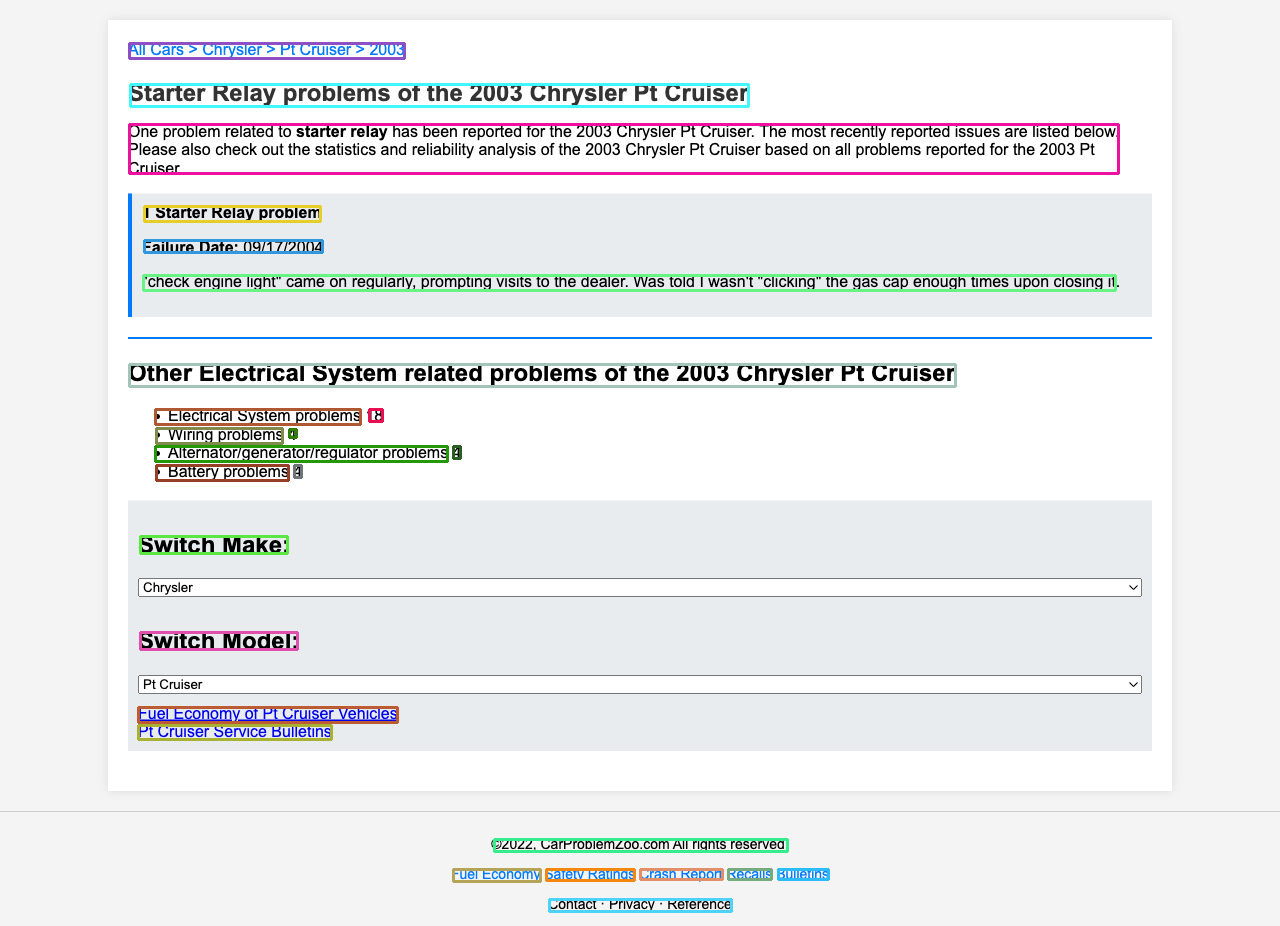 All Cars > Chrysler > Pt Cruiser > 2003
Starter Relay problems of the 2003 Chrysler Pt Cruiser
One problem related to starter relay has been reported for the 2003 Chrysler Pt Cruiser. The most recently reported issues are listed below.
Please also check out the statistics and reliability analysis of the 2003 Chrysler Pt Cruiser based on all problems reported for the 2003 Pt
Cruiser.
1 Starter Relay problem
Failure Date: 09/17/2004
"check engine light" came on regularly, prompting visits to the dealer. Was told I wasn't "clicking" the gas cap enough times upon closing it.
Other Electrical System related problems of the 2003 Chrysler Pt Cruiser
• Electrical System problems 18
• Wiring problems 4
• Alternator/generator/regulator problems 4
• Battery problems 4
Switch Make:
Chrysler
Switch Model:
Pt Cruiser
Fuel Economy of Pt Cruiser Vehicles
Pt Cruiser Service Bulletins
©2022, CarProblemZoo.com All rights reserved.
Fuel Economy Safety Ratings Crash Report Recalls Bulletins
Contact · Privacy · Reference